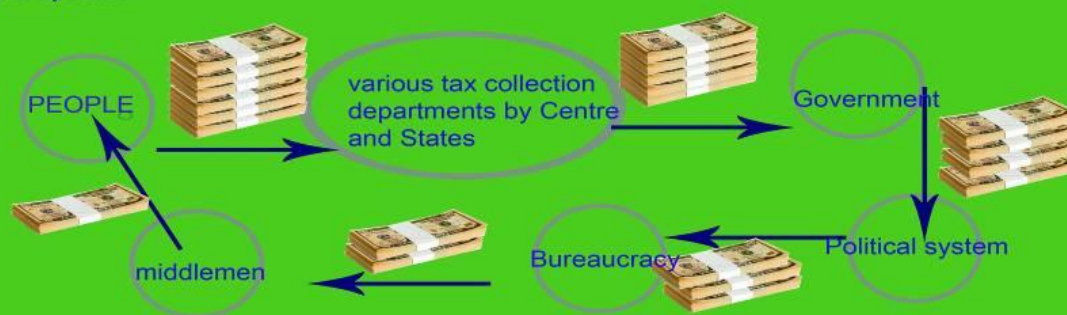 PEOPLE
various tax collection
departments by Centre
and States
Government
Political system
Bureaucracy
middlemen